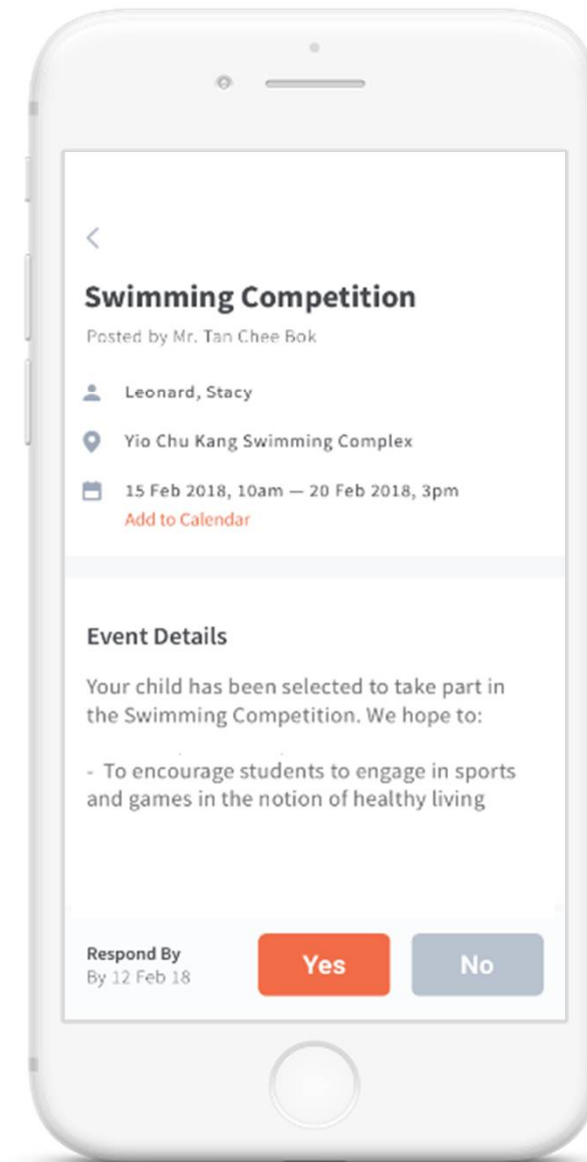 Swimming Competition
Posted by Mr. Tan Chee Bok
Leonard, Stacy
Yio Chu Kang Swimming Complex
15 Feb 2018, 10am — 20 Feb 2018, 3pm
Add to Calendar
Event Details
Your child has been selected to take part in
the Swimming Competition. We hope to:
- To encourage students to engage in sports
and games in the notion of healthy living
Respond By
By 12 Feb 18
Yes
No